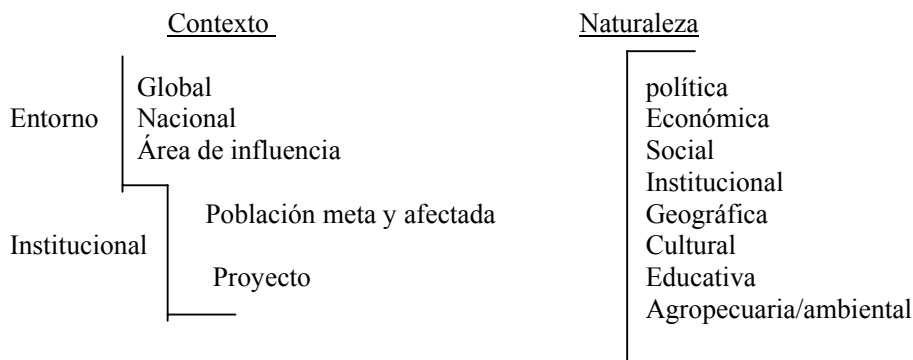 Contexto
Naturaleza
Entorno
Global
Nacional
Área de influencia
Institucional
Población meta y afectada
Proyecto
política
Económica
Social
Institucional
Geográfica
Cultural
Educativa
Agropecuaria/ambiental